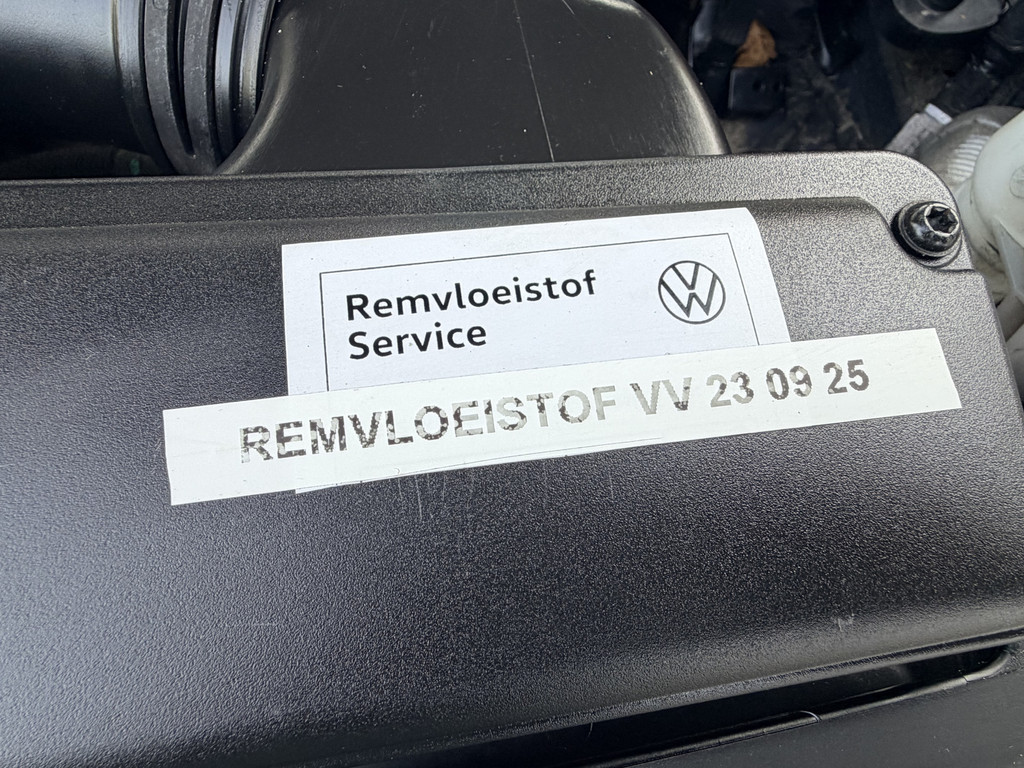 Remvloeistof
Service
REMVLOEISTOF VV 23 09 25